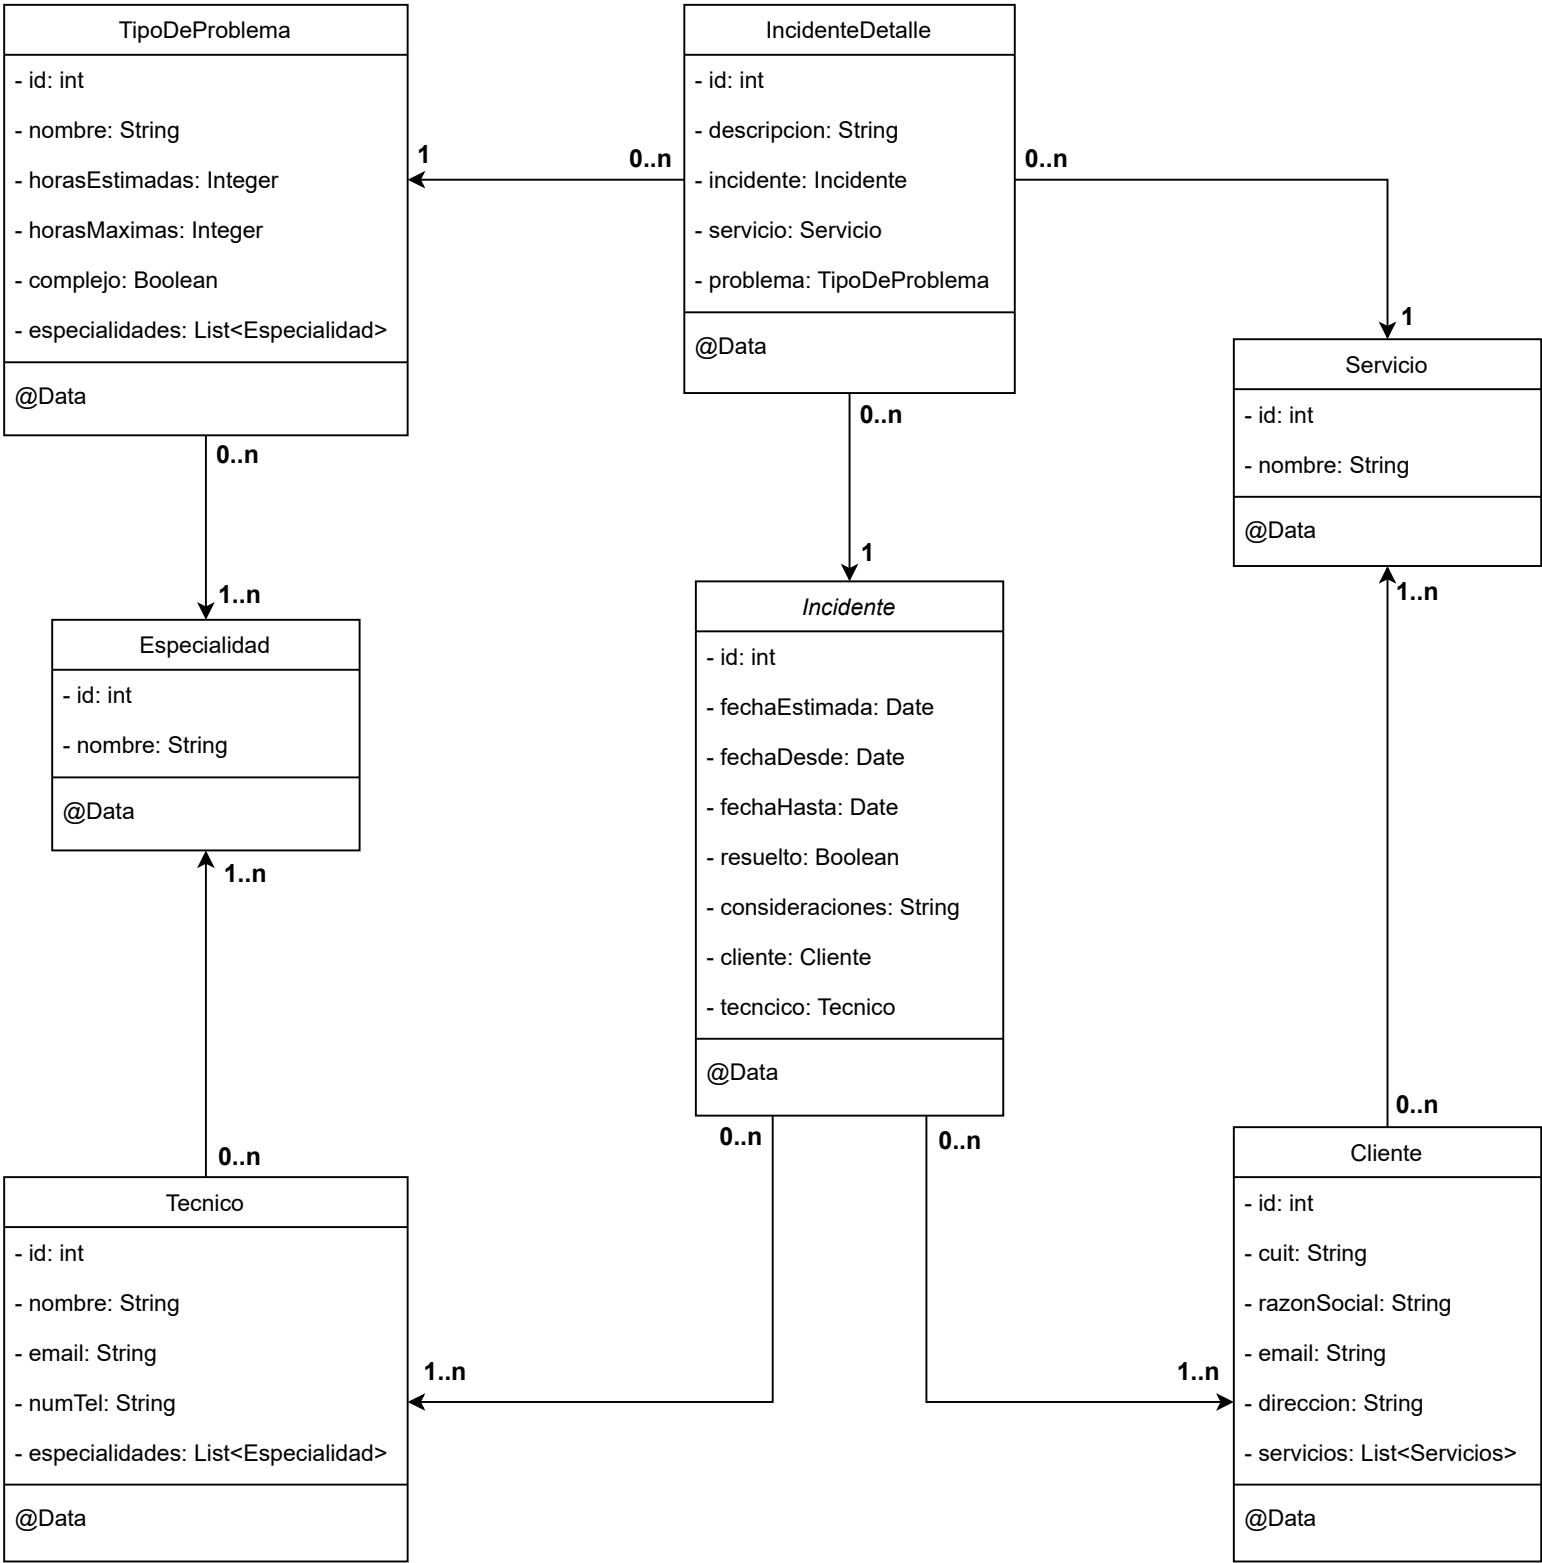 TipoDeProblema
- id: int
- nombre: String
- horasEstimadas: Integer
- horasMaximas: Integer
- complejo: Boolean
- especialidades: List<Especialidad>
@Data
1
0..n
IncidenteDetalle
- id: int
- descripcion: String
- incidente: Incidente
- servicio: Servicio
- problema: TipoDeProblema
@Data
0..n
1
Servicio
- id: int
- nombre: String
@Data
1..n
0..n
1..n
Especialidad
- id: int
- nombre: String
@Data
1..n
0..n
0..n
1
Incidente
- id: int
- fechaEstimada: Date
- fechaDesde: Date
- fechaHasta: Date
- resuelto: Boolean
- consideraciones: String
- cliente: Cliente
- tecncico: Tecnico
@Data
0..n
0..n
1..n
1..n
Tecnico
- id: int
- nombre: String
- email: String
- numTel: String
- especialidades: List<Especialidad>
@Data
0..n
Cliente
- id: int
- cuit: String
- razonSocial: String
- email: String
- direccion: String
- servicios: List<Servicios>
@Data